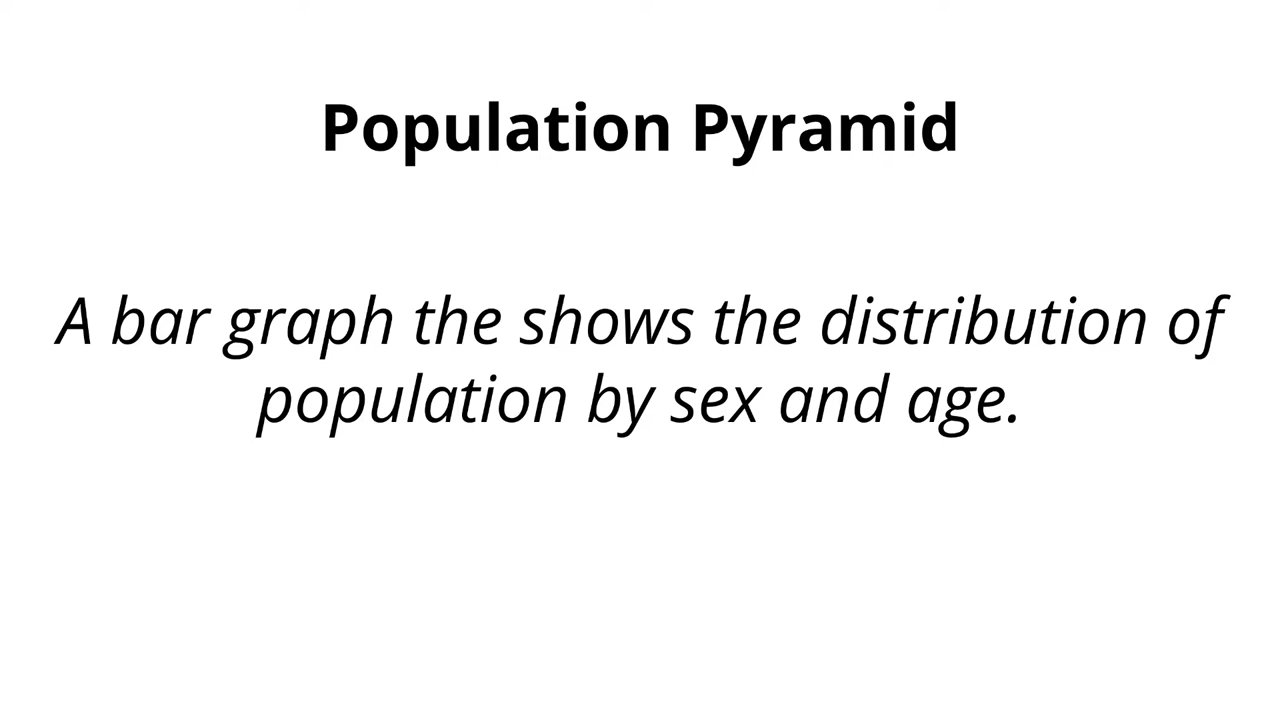 Population Pyramid
A bar graph the shows the distribution of
population by sex and age.